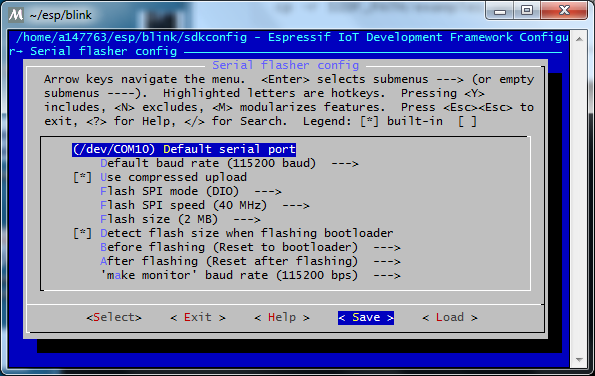 M ~/esp/blink
/home/a147763/esp/blink/sdkconfig - Espressif IoT Development Framework Configu
r→ Serial flasher config
Serial flasher config
Arrow keys navigate the menu.  <Enter> selects submenus ---> (or empty
submenus ----).  Highlighted letters are hotkeys.  Pressing <Y>
includes, <N> excludes, <M> modularizes features.  Press <Esc><Esc> to
exit, <?> for Help, </> for Search.  Legend: [*] built-in  [ ]
(/dev/COM10) Default serial port
Default baud rate (115200 baud)  --->
[*] Use compressed upload
Flash SPI mode (DIO)  --->
Flash SPI speed (40 MHz)  --->
Flash size (2 MB)  --->
[*] Detect flash size when flashing bootloader
Before flashing (Reset to bootloader)  --->
After flashing (Reset after flashing)  --->
'make monitor' baud rate (115200 bps)  --->
<Select>    < Exit >    < Help >    < Save >    < Load >